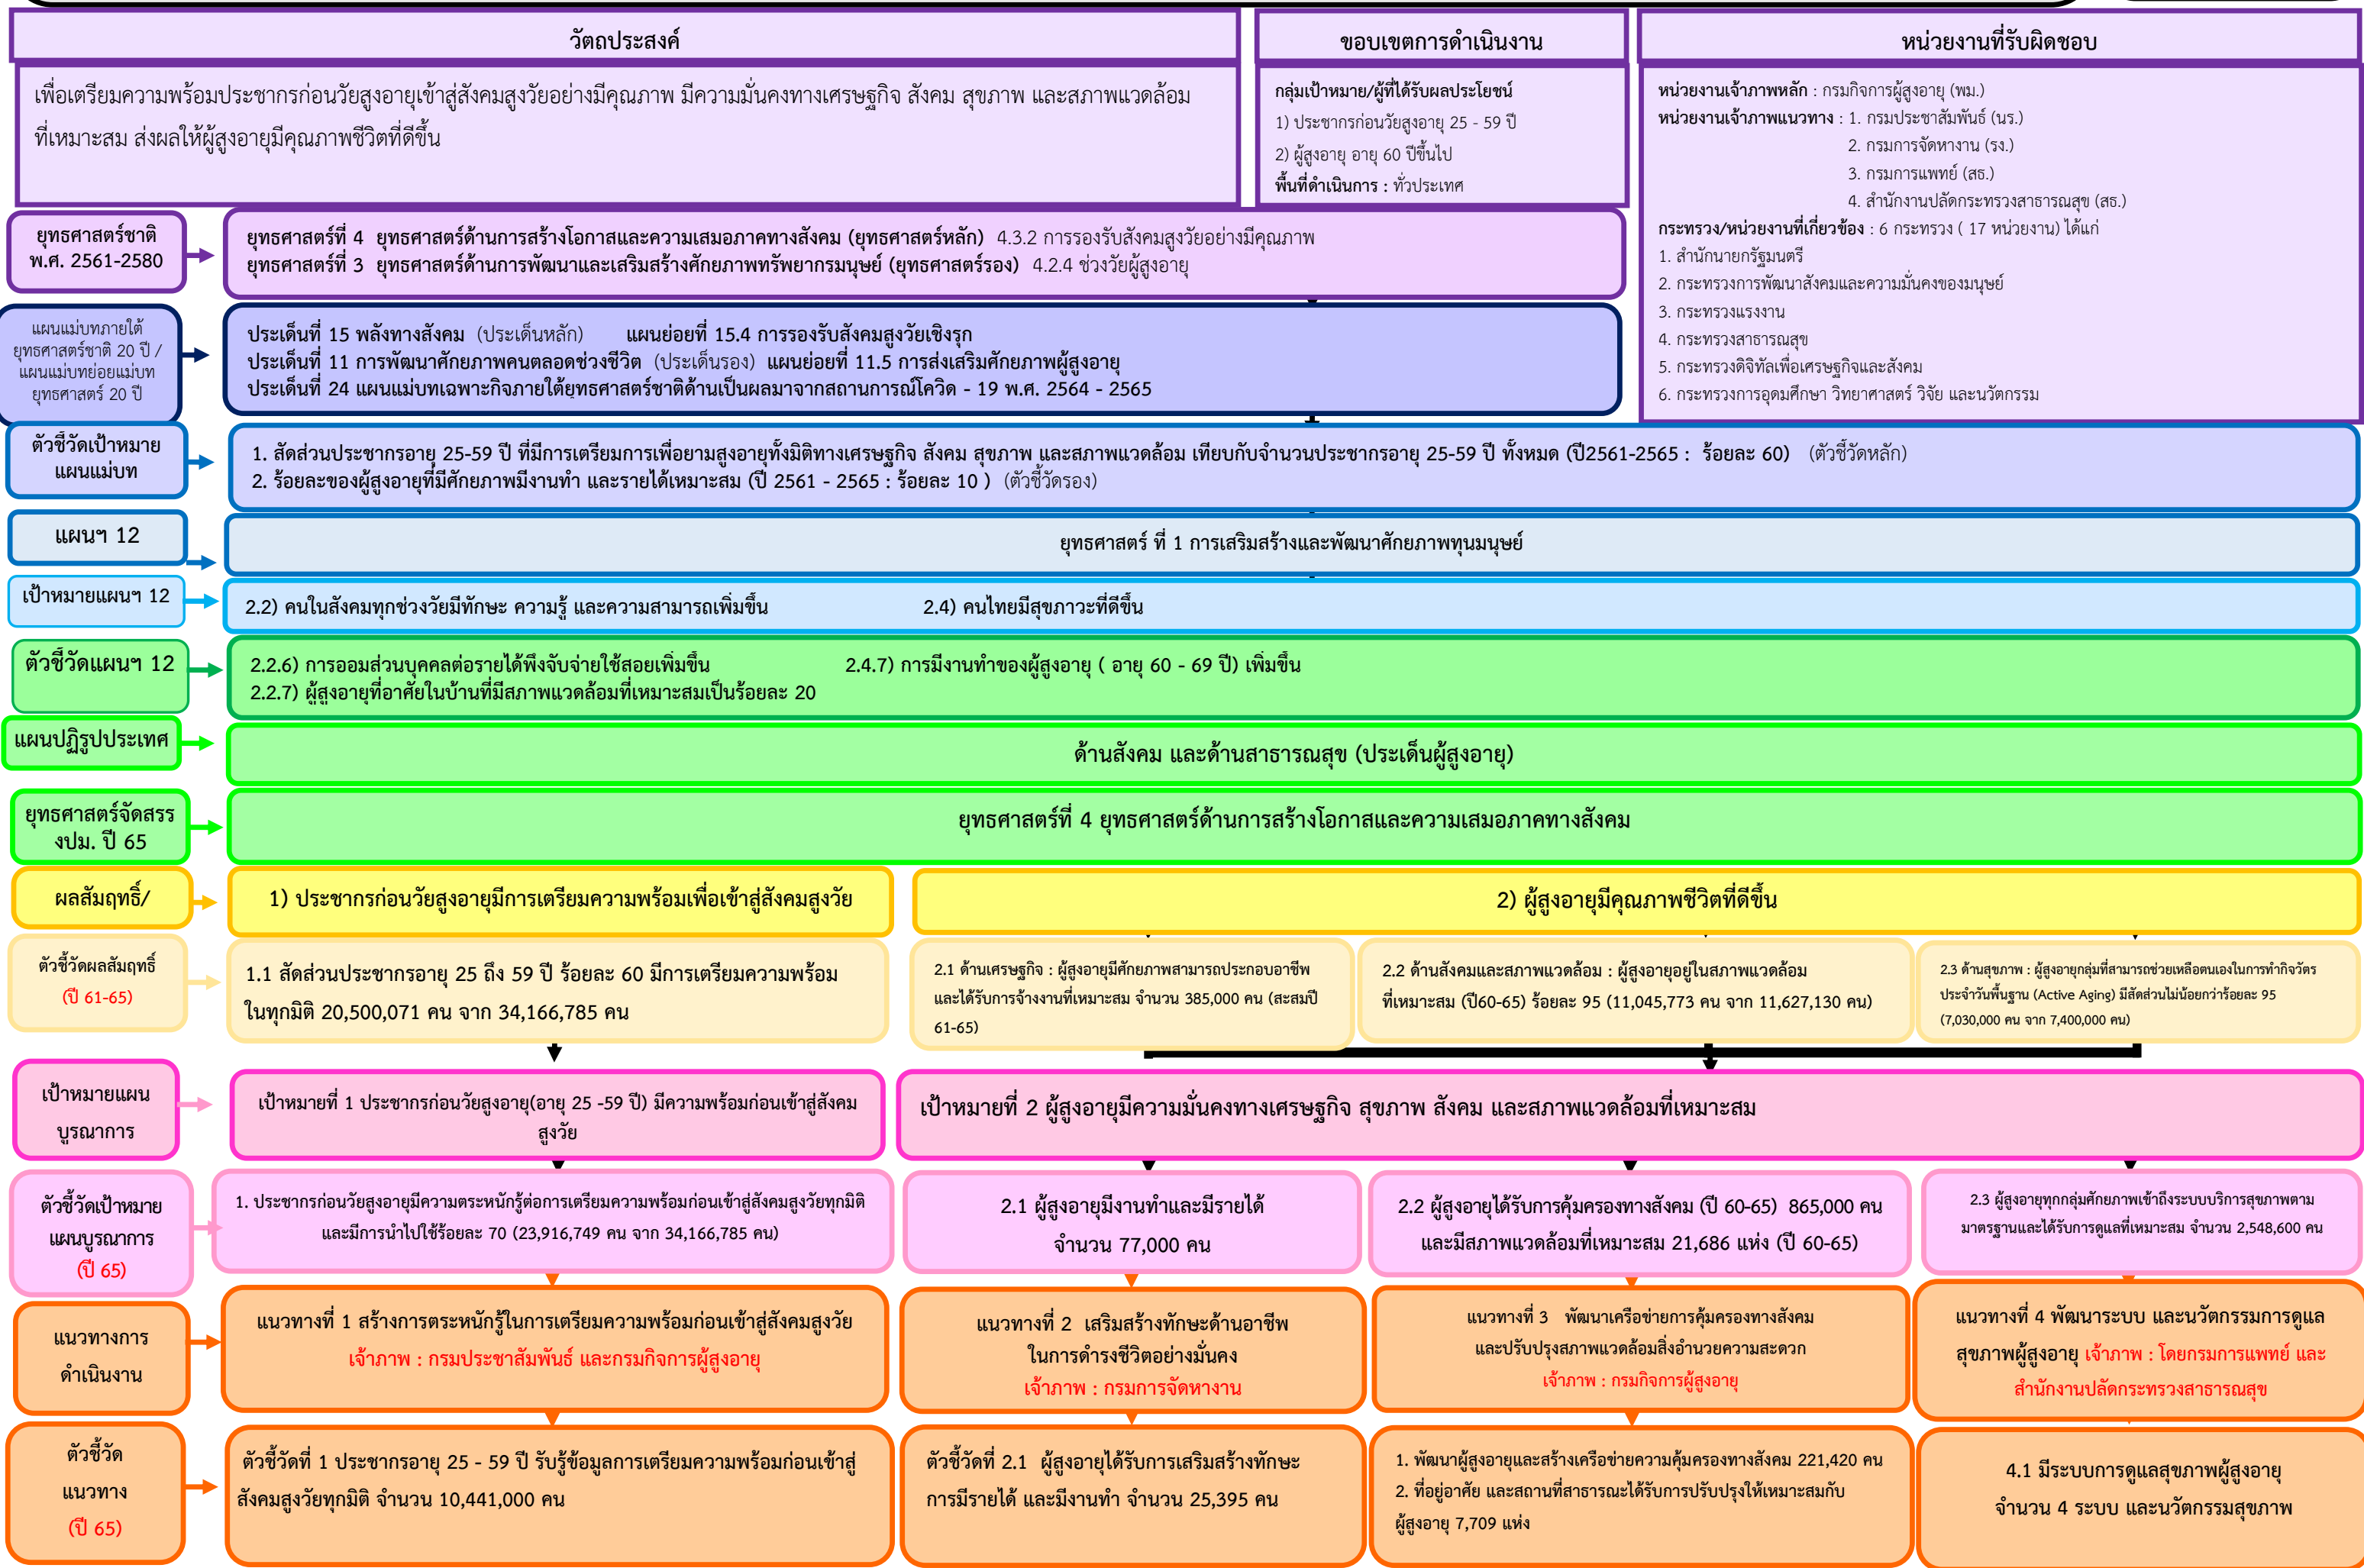 วัตถุประสงค์
เพื่อเตรียมความพร้อมประชากรก่อนวัยสูงอายุเข้าสู่สังคมสูงวัยอย่างมีคุณภาพ มีความมั่นคงทางเศรษฐกิจ สังคม สุขภาพ และสภาพแวดล้อม
ที่เหมาะสม ส่งผลให้ผู้สูงอายุมีคุณภาพชีวิตที่ดีขึ้น
ขอบเขตการดำเนินงาน
กลุ่มเป้าหมาย/ผู้ที่ได้รับผลประโยชน์
1) ประชากรก่อนวัยสูงอายุ 25 - 59 ปี
2) ผู้สูงอายุ อายุ 60 ปีขึ้นไป
พื้นที่ดำเนินการ : ทั่วประเทศ
หน่วยงานที่รับผิดชอบ
หน่วยงานเจ้าภาพหลัก : กรมกิจการผู้สูงอายุ (พม.)
หน่วยงานเจ้าภาพแนวทาง : 1. กรมประชาสัมพันธ์ (นร.)
2. กรมการจัดหางาน (รง.)
3. กรมการแพทย์ (สธ.)
4. สำนักงานปลัดกระทรวงสาธารณสุข (สธ.)
กระทรวง/หน่วยงานที่เกี่ยวข้อง : 6 กระทรวง ( 17 หน่วยงาน) ได้แก่
1. สำนักนายกรัฐมนตรี
2. กระทรวงการพัฒนาสังคมและความมั่นคงของมนุษย์
3. กระทรวงแรงงาน
4. กระทรวงสาธารณสุข
5. กระทรวงดิจิทัลเพื่อเศรษฐกิจและสังคม
6. กระทรวงการอุดมศึกษา วิทยาศาสตร์ วิจัย และนวัตกรรม
ยุทธศาสตร์ชาติ
พ.ศ. 2561-2580
ยุทธศาสตร์ที่ 4 ยุทธศาสตร์ด้านการสร้างโอกาสและความเสมอภาคทางสังคม (ยุทธศาสตร์หลัก) 4.3.2 การรองรับสังคมสูงวัยอย่างมีคุณภาพ
ยุทธศาสตร์ที่ 3 ยุทธศาสตร์ด้านการพัฒนาและเสริมสร้างศักยภาพทรัพยากรมนุษย์ (ยุทธศาสตร์รอง) 4.2.4 ช่วงวัยผู้สูงอายุ
แผนแม่บทภายใต้
ยุทธศาสตร์ชาติ 20 ปี /
แผนแม่บทย่อยแม่บท
ยุทธศาสตร์ 20 ปี
ประเด็นที่ 15 พลังทางสังคม (ประเด็นหลัก) แผนย่อยที่ 15.4 การรองรับสังคมสูงวัยเชิงรุก
ประเด็นที่ 11 การพัฒนาศักยภาพคนตลอดช่วงชีวิต (ประเด็นรอง) แผนย่อยที่ 11.5 การส่งเสริมศักยภาพผู้สูงอายุ
ประเด็นที่ 24 แผนแม่บทเฉพาะกิจภายใต้ยุทธศาสตร์ชาติด้านเป็นผลมาจากสถานการณ์โควิด - 19 พ.ศ. 2564 - 2565
ตัวชี้วัดเป้าหมาย
แผนแม่บท
1. สัดส่วนประชากรอายุ 25-59 ปี ที่มีการเตรียมการเพื่อยามสูงอายุทั้งมิติทางเศรษฐกิจ สังคม สุขภาพ และสภาพแวดล้อม เทียบกับจำนวนประชากรอายุ 25-59 ปี ทั้งหมด (ปี2561-2565 : ร้อยละ 60) (ตัวชี้วัดหลัก)
2. ร้อยละของผู้สูงอายุที่มีศักยภาพมีงานทำ และรายได้เหมาะสม (ปี 2561 - 2565 : ร้อยละ 10 ) (ตัวชี้วัดรอง)
แผนฯ 12
ยุทธศาสตร์ ที่ 1 การเสริมสร้างและพัฒนาศักยภาพทุนมนุษย์
เป้าหมายแผนฯ 12
2.2) คนในสังคมทุกช่วงวัยมีทักษะ ความรู้ และความสามารถเพิ่มขึ้น 2.4) คนไทยมีสุขภาวะที่ดีขึ้น
ตัวชี้วัดแผนฯ 12
2.2.6) การออมส่วนบุคคลต่อรายได้พึงจับจ่ายใช้สอยเพิ่มขึ้น 2.4.7) การมีงานทำของผู้สูงอายุ ( อายุ 60 - 69 ปี) เพิ่มขึ้น
2.2.7) ผู้สูงอายุที่อาศัยในบ้านที่มีสภาพแวดล้อมที่เหมาะสมเป็นร้อยละ 20
แผนปฏิรูปประเทศ
ด้านสังคม และด้านสาธารณสุข (ประเด็นผู้สูงอายุ)
ยุทธศาสตร์จัดสรร
งปม. ปี 65
ยุทธศาสตร์ที่ 4 ยุทธศาสตร์ด้านการสร้างโอกาสและความเสมอภาคทางสังคม
ผลสัมฤทธิ์/
1) ประชากรก่อนวัยสูงอายุมีการเตรียมความพร้อมเพื่อเข้าสู่สังคมสูงวัย
2) ผู้สูงอายุมีคุณภาพชีวิตที่ดีขึ้น
ตัวชี้วัดผลสัมฤทธิ์
(ปี 61-65)
1.1 สัดส่วนประชากรอายุ 25 ถึง 59 ปี ร้อยละ 60 มีการเตรียมความพร้อม
ในทุกมิติ 20,500,071 คน จาก 34,166,785 คน
2.1 ด้านเศรษฐกิจ : ผู้สูงอายุมีศักยภาพสามารถประกอบอาชีพ
และได้รับการจ้างงานที่เหมาะสม จำนวน 385,000 คน (สะสมปี
61-65)
2.2 ด้านสังคมและสภาพแวดล้อม : ผู้สูงอายุอยู่ในสภาพแวดล้อม
ที่เหมาะสม (ปี60-65) ร้อยละ 95 (11,045,773 คน จาก 11,627,130 คน)
2.3 ด้านสุขภาพ : ผู้สูงอายุกลุ่มที่สามารถช่วยเหลือตนเองในการทำกิจวัตร
ประจำวันพื้นฐาน (Active Aging) มีสัดส่วนไม่น้อยกว่าร้อยละ 95
(7,030,000 คน จาก 7,400,000 คน)
เป้าหมายแผน
บูรณาการ
เป้าหมายที่ 1 ประชากรก่อนวัยสูงอายุ(อายุ 25 -59 ปี) มีความพร้อมก่อนเข้าสู่สังคม
สูงวัย
เป้าหมายที่ 2 ผู้สูงอายุมีความมั่นคงทางเศรษฐกิจ สุขภาพ สังคม และสภาพแวดล้อมที่เหมาะสม
ตัวชี้วัดเป้าหมาย
แผนบูรณาการ
(ปี 65)
1. ประชากรก่อนวัยสูงอายุมีความตระหนักรู้ต่อการเตรียมความพร้อมก่อนเข้าสู่สังคมสูงวัยทุกมิติ
และมีการนำไปใช้ร้อยละ 70 (23,916,749 คน จาก 34,166,785 คน)
2.1 ผู้สูงอายุมีงานทำและมีรายได้
จำนวน 77,000 คน
2.2 ผู้สูงอายุได้รับการคุ้มครองทางสังคม (ปี 60-65) 865,000 คน
และมีสภาพแวดล้อมที่เหมาะสม 21,686 แห่ง (ปี 60-65)
2.3 ผู้สูงอายุทุกกลุ่มศักยภาพเข้าถึงระบบบริการสุขภาพตาม
มาตรฐานและได้รับการดูแลที่เหมาะสม จำนวน 2,548,600 คน
แนวทางการ
ดำเนินงาน
แนวทางที่ 1 สร้างการตระหนักรู้ในการเตรียมความพร้อมก่อนเข้าสู่สังคมสูงวัย
เจ้าภาพ : กรมประชาสัมพันธ์ และกรมกิจการผู้สูงอายุ
แนวทางที่ 2 เสริมสร้างทักษะด้านอาชีพ
ในการดำรงชีวิตอย่างมั่นคง
เจ้าภาพ : กรมการจัดหางาน
แนวทางที่ 3 พัฒนาเครือข่ายการคุ้มครองทางสังคม
และปรับปรุงสภาพแวดล้อมสิ่งอำนวยความสะดวก
เจ้าภาพ : กรมกิจการผู้สูงอายุ
แนวทางที่ 4 พัฒนาระบบ และนวัตกรรมการดูแล
สุขภาพผู้สูงอายุ เจ้าภาพ : โดยกรมการแพทย์ และ
สำนักงานปลัดกระทรวงสาธารณสุข
ตัวชี้วัด
แนวทาง
(ปี 65)
ตัวชี้วัดที่ 1 ประชากรอายุ 25 - 59 ปี รับรู้ข้อมูลการเตรียมความพร้อมก่อนเข้าสู่
สังคมสูงวัยทุกมิติ จำนวน 10,441,000 คน
ตัวชี้วัดที่ 2.1 ผู้สูงอายุได้รับการเสริมสร้างทักษะ
การมีรายได้ และมีงานทำ จำนวน 25,395 คน
1. พัฒนาผู้สูงอายุและสร้างเครือข่ายความคุ้มครองทางสังคม 221,420 คน
2. ที่อยู่อาศัย และสถานที่สาธารณะได้รับการปรับปรุงให้เหมาะสมกับ
ผู้สูงอายุ 7,709 แห่ง
4.1 มีระบบการดูแลสุขภาพผู้สูงอายุ
จำนวน 4 ระบบ และนวัตกรรมสุขภาพ